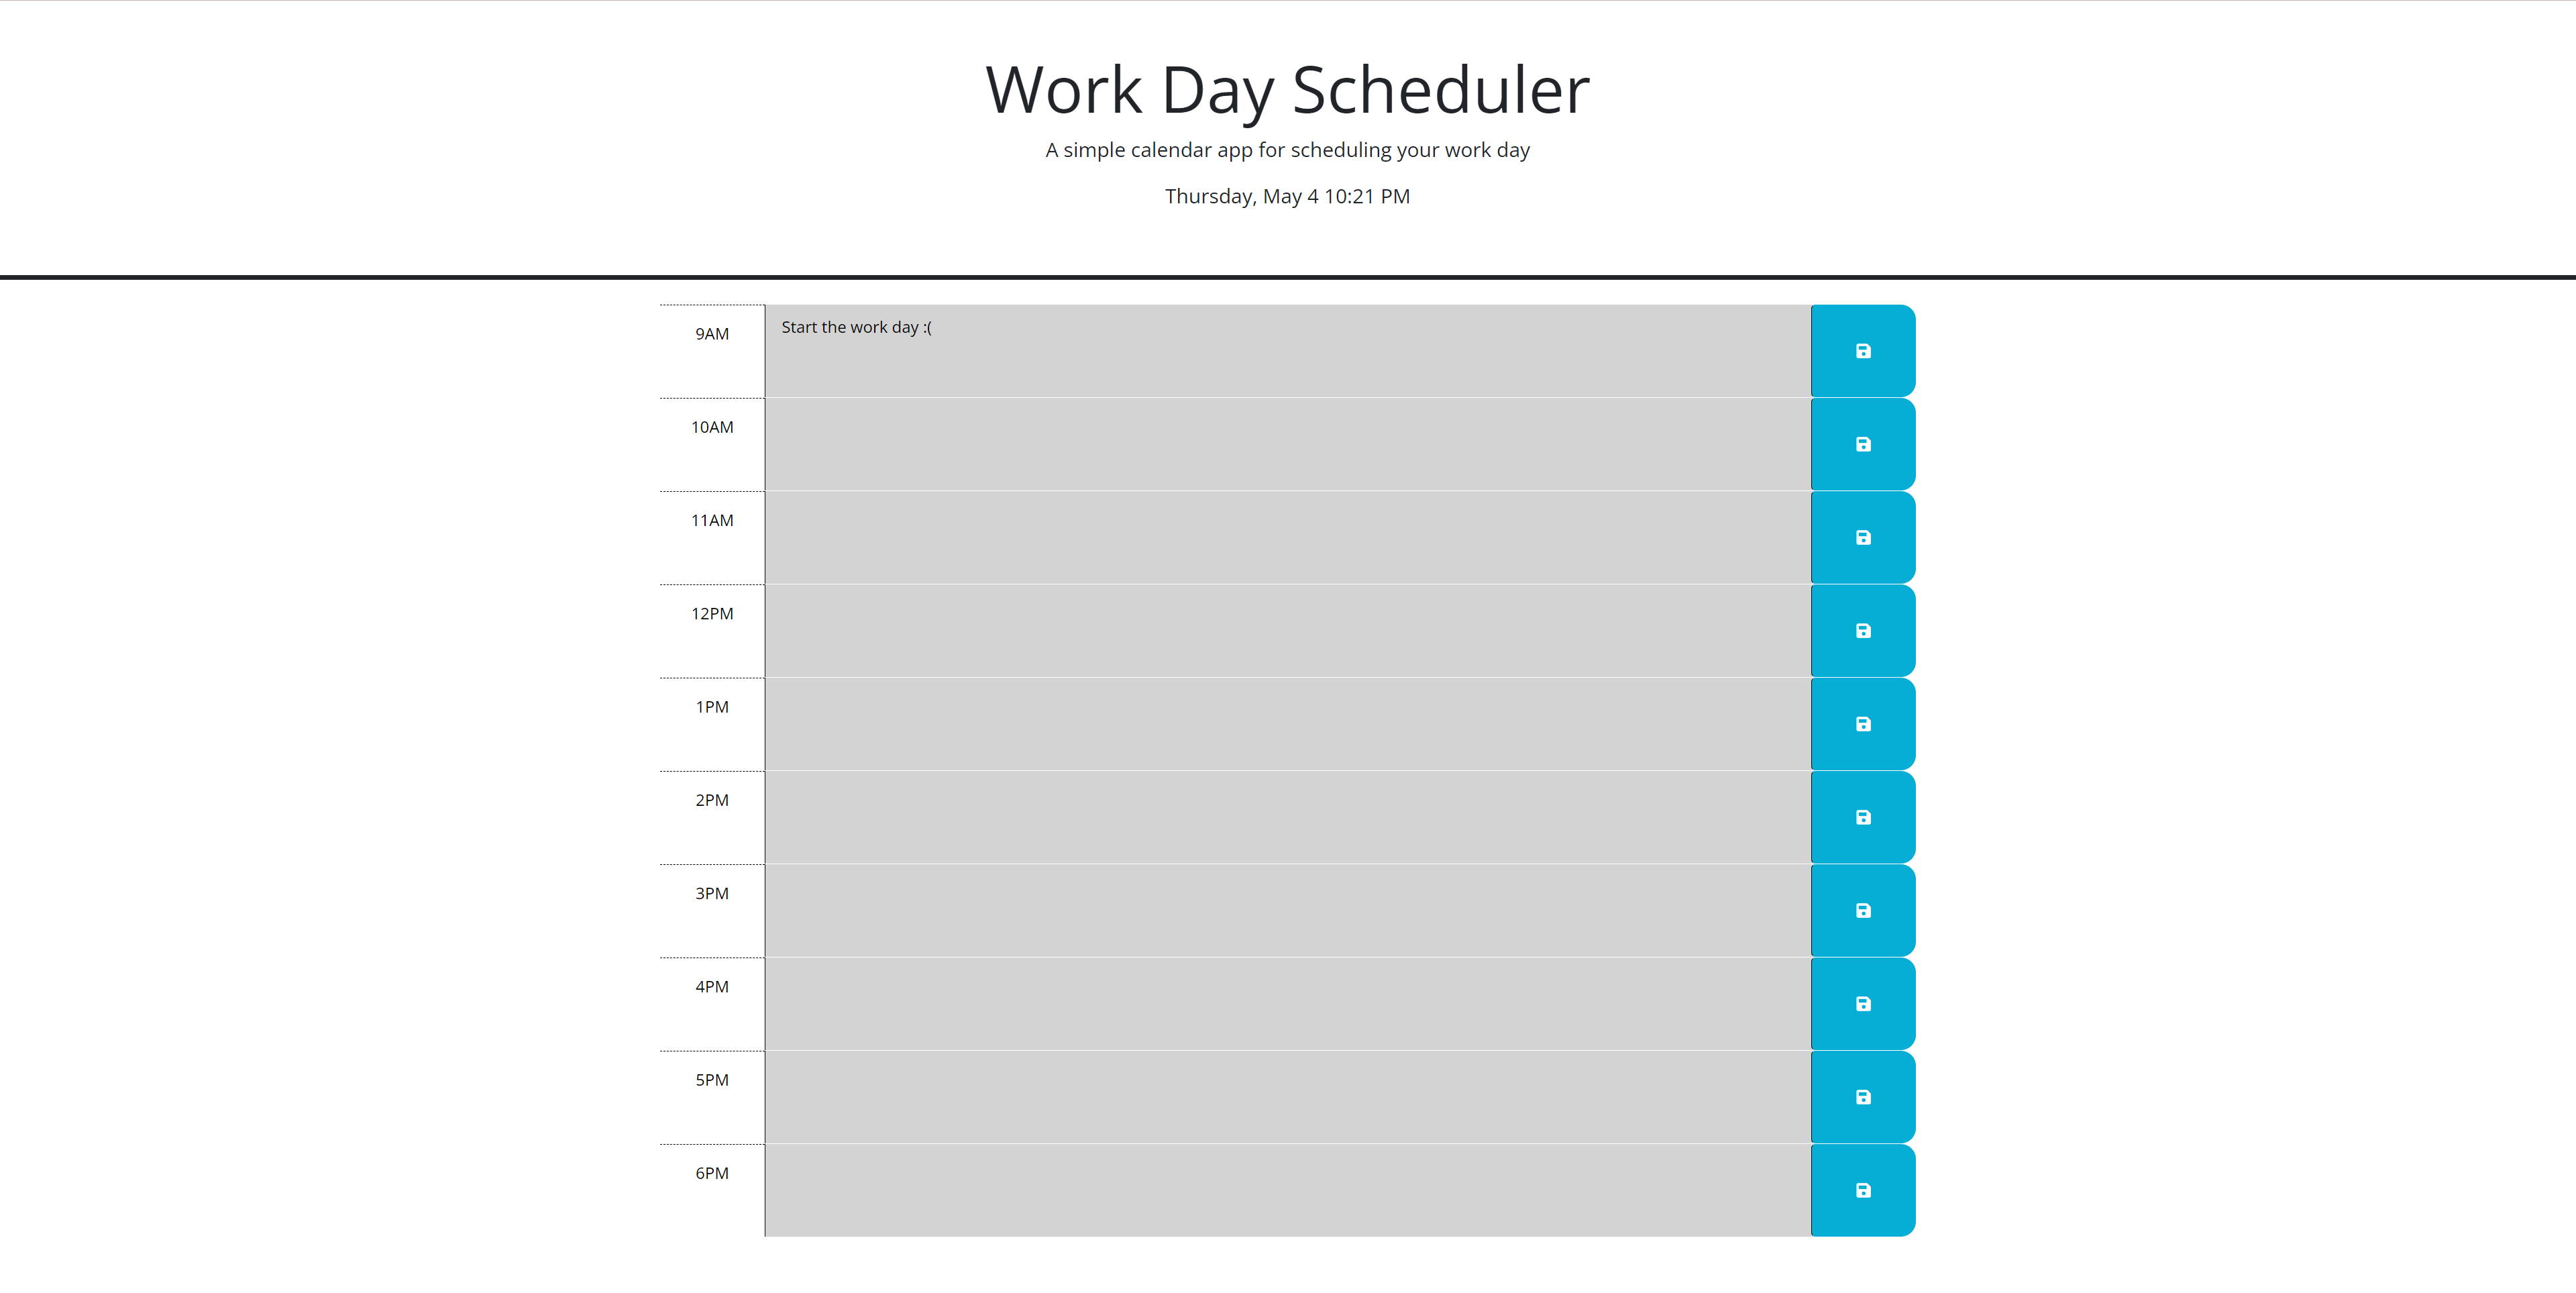 Work Day Scheduler
A simple calendar app for scheduling your work day
Thursday, May 4 10:21 PM
9AM
Start the work day :(
10AM
11AM
12PM
1PM
2PM
3PM
4PM
5PM
6PM